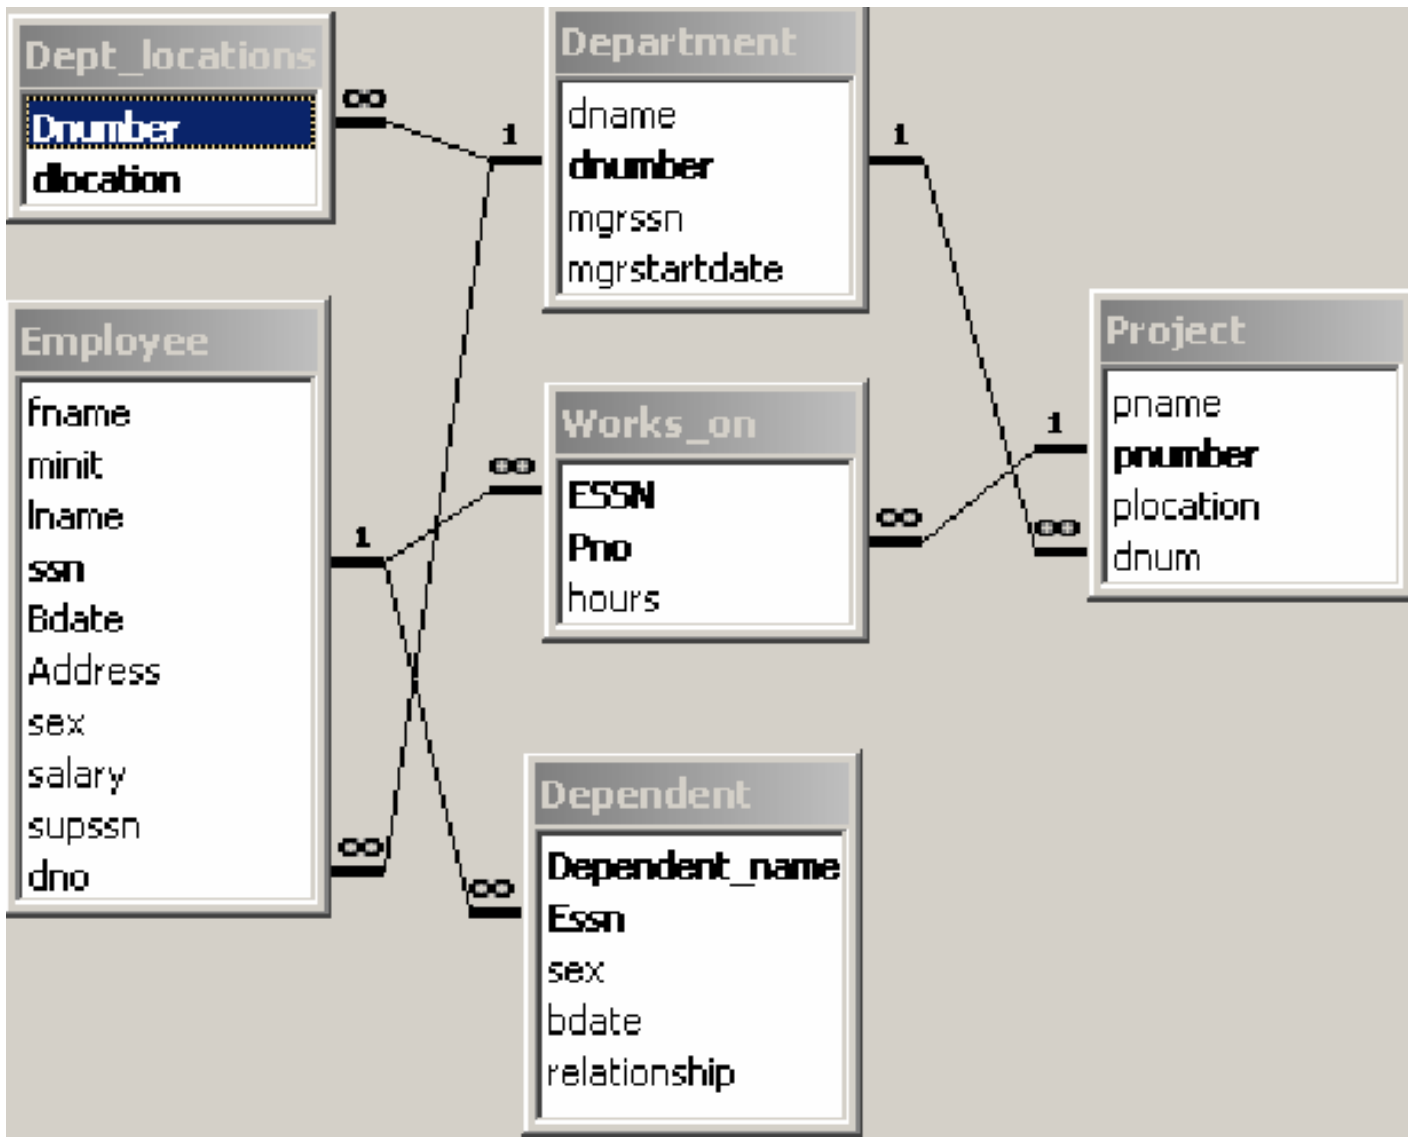 Dept_locations
Dnumber
dlocation
∞
1
Department
dname
dnumber
mgrssn
mgrstartdate
1
Employee
fname
minit
lname
ssn
Bdate
Address
sex
salary
supssn
dno
1
∞
∞
Works_on
ESSN
Pno
hours
∞
1
∞
Project
pname
pnumber
plocation
dnum
∞
Dependent
Dependent_name
Essn
sex
bdate
relationship